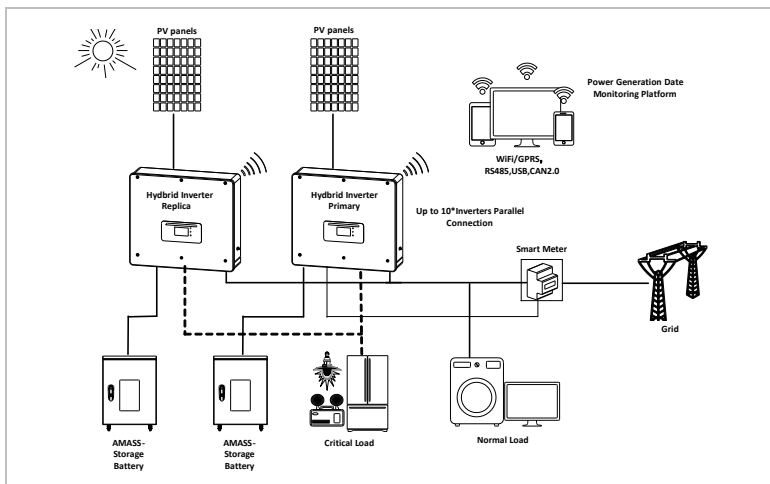 PV panels
PV panels
Power Generation Date
Monitoring Platform
WiFi/GPRS,
RS485,USB,CAN2.0
Hydbrid Inverter
Replica
Hydbrid Inverter
Primary
Up to 10*Inverters Parallel
Connection
Smart Meter
Grid
AMASS-
Storage
Battery
AMASS-
Storage
Battery
Critical Load
Normal Load